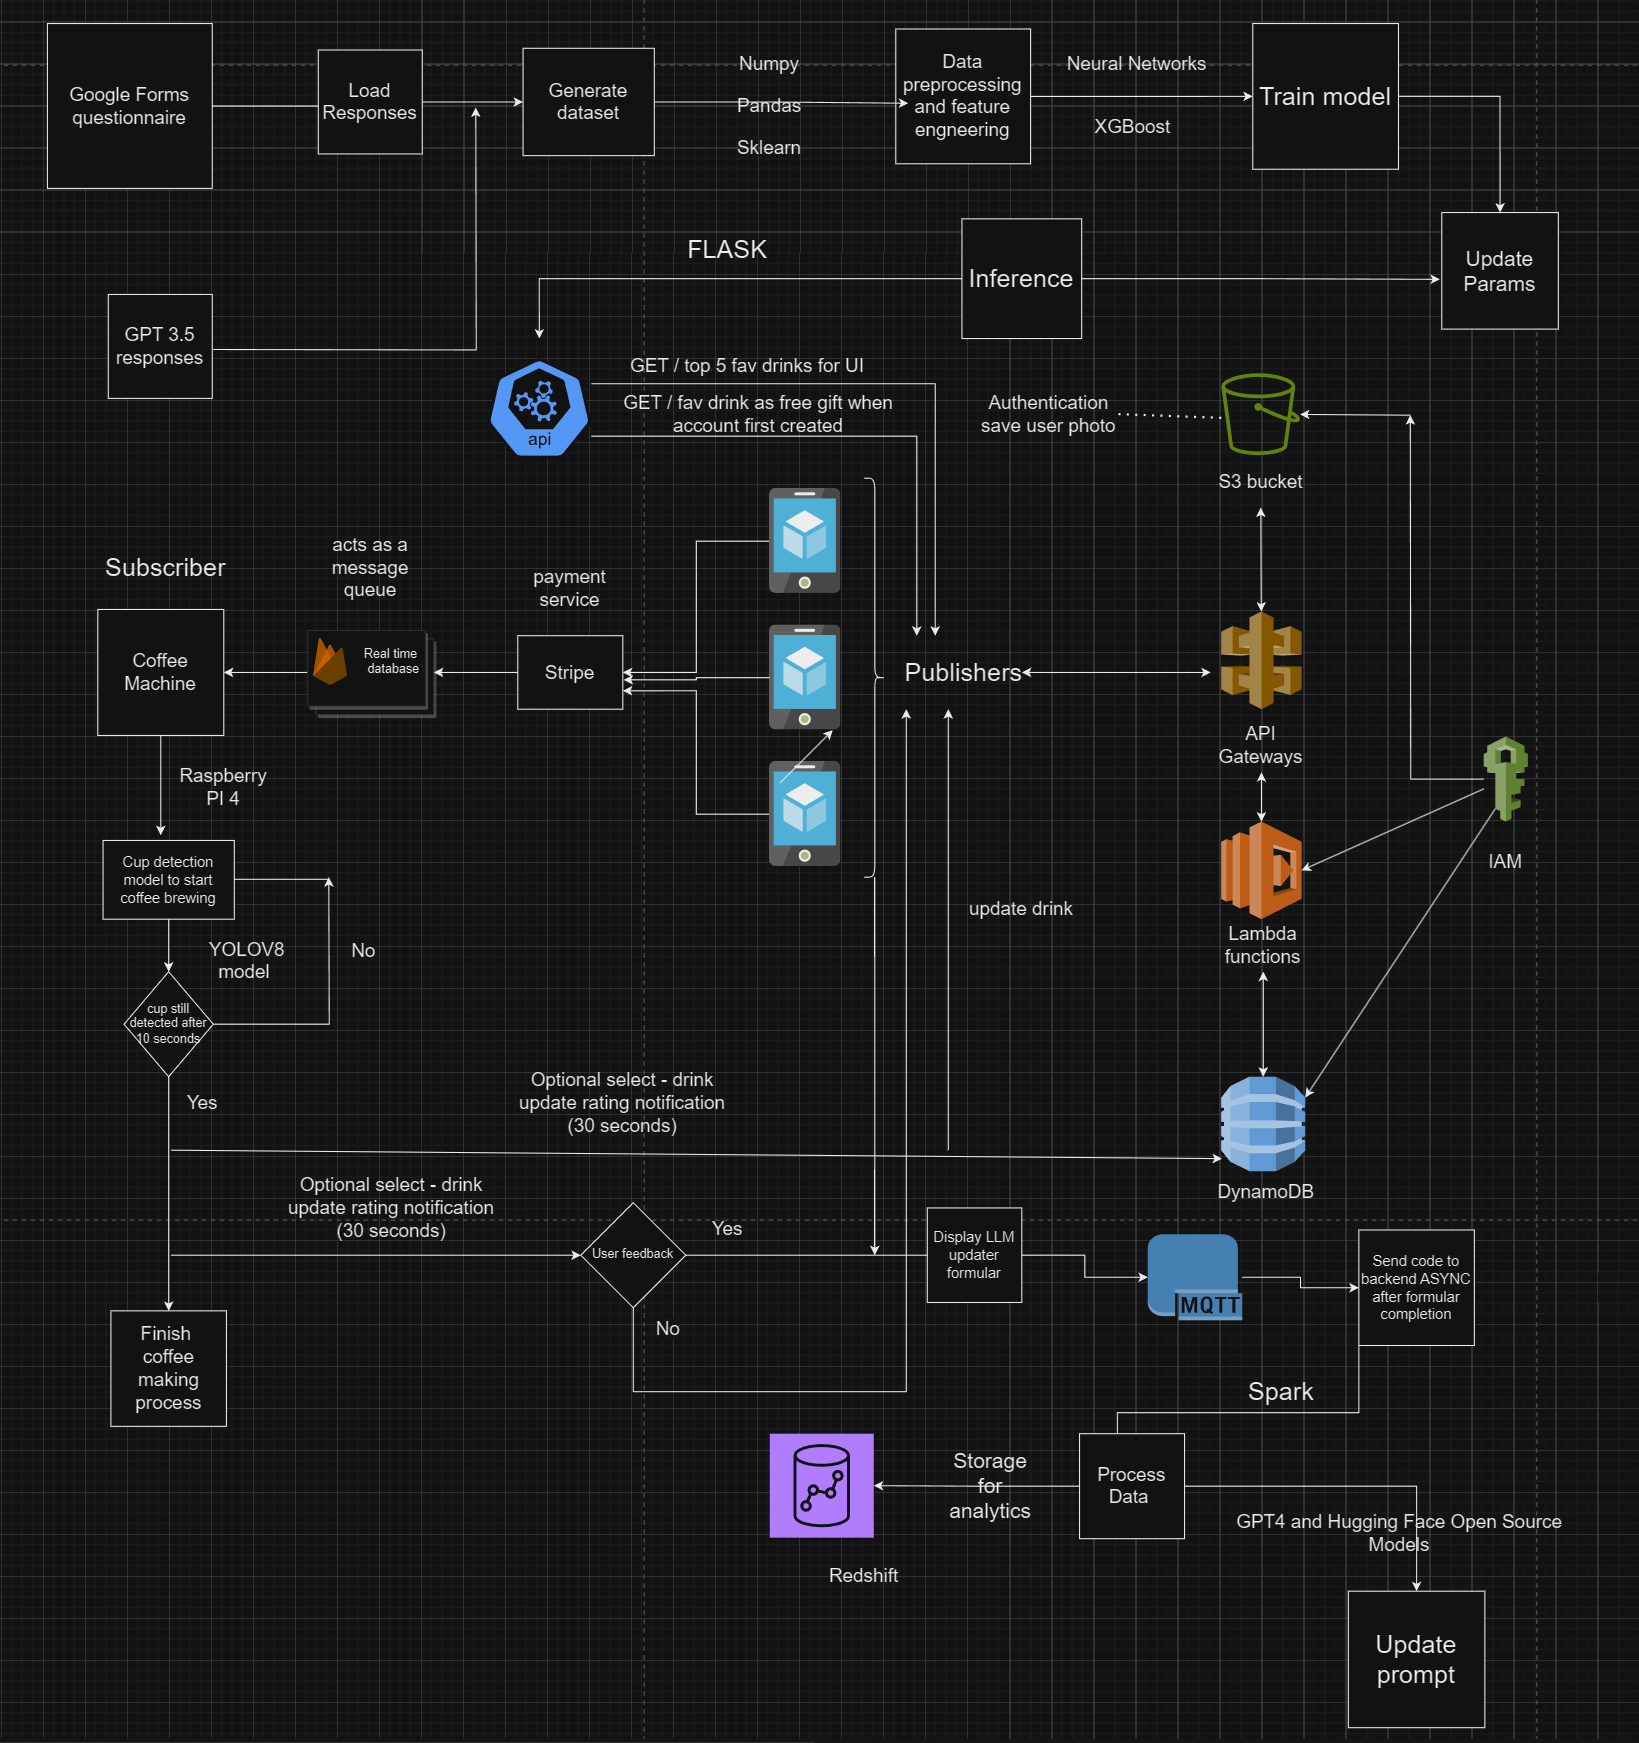 Google Forms
questionnaire
Load
Responses
Generate
dataset
Numpy
Pandas
Sklearn
Data
preprocessing
and feature
engneering
Neural Networks
XGBoost
Train model
Update
Params
Inference
FLASK
GPT 3.5
responses
api
GET / top 5 fav drinks for UI
GET / fav drink as free gift when
account first created
Authentication
save user photo
S3 bucket
Subscriber
acts as a
message
queue
payment
service
Coffee
Machine
Real time
database
Stripe
Publishers
API
Gateways
Raspberry
PI 4
IAM
Cup detection
model to start
coffee brewing
YOLOV8
model
No
update drink
Lambda
functions
cup still
detected after
10 seconds
Yes
Optional select - drink
update rating notification
(30 seconds)
DynamoDB
Optional select - drink
update rating notification
(30 seconds)
User feedback
Yes
No
Display LLM
updater
formular
MQTT
Send code to
backend ASYNC
after formular
completion
Finish
coffee
making
process
Spark
Storage
for
analytics
Process
Data
Redshift
GPT4 and Hugging Face Open Source
Models
Update
prompt